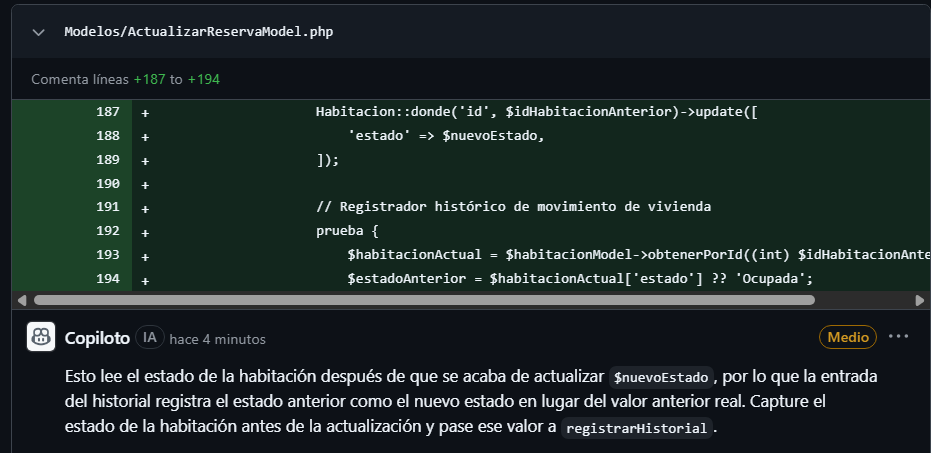 Modelos/ActualizarReservaModel.php
Comenta líneas +187 to +194
187 + Habitacion::donde('id', $idHabitacionAnterior)->update([
188 + 'estado' => $nuevoEstado,
189 + ]);
190 +
191 + // Registrador histórico de movimiento de vivienda
192 + prueba {
193 + $habitacionActual = $habitacionModel->obtenerPorId((int) $idHabitacionAnte
194 + $estadoAnterior = $habitacionActual['estado'] ?? 'Ocupada';
Copiloto IA hace 4 minutos Medio
Esto lee el estado de la habitación después de que se acaba de actualizar $nuevoEstado, por lo que la entrada
del historial registra el estado anterior como el nuevo estado en lugar del valor anterior real. Capture el
estado de la habitación antes de la actualización y pase ese valor a registrarHistorial.